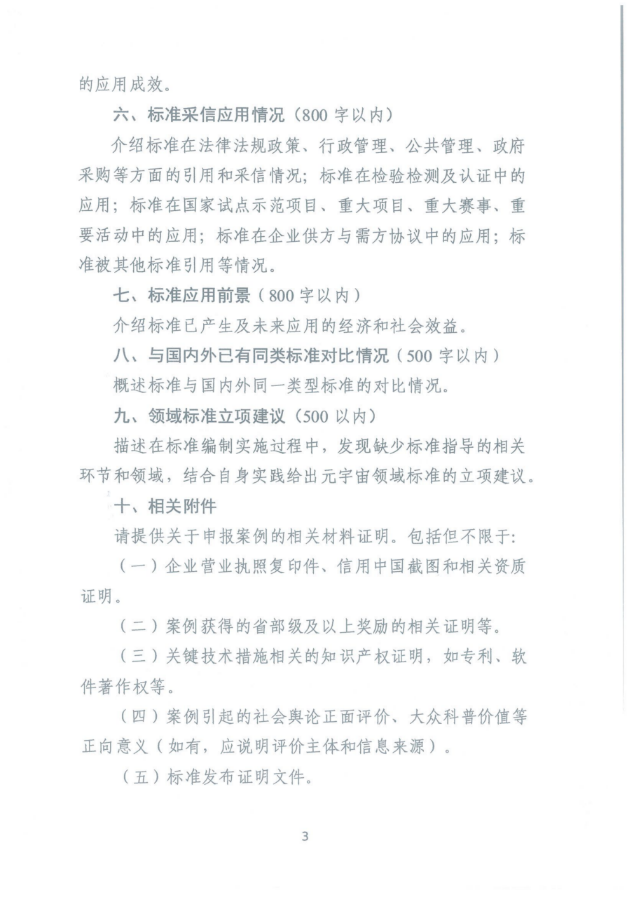 的应用成效。
六、标准采信应用情况（800 字以内）
介绍标准在法律法规政策、行政管理、公共管理、政府
采购等方面的引用和采信情况；标准在检验检测及认证中的
应用；标准在国家试点示范项目、重大项目、重大赛事、重
要活动中的应用；标准在企业供方与需方协议中的应用；标
准被其他标准引用等情况。
七、标准应用前景（800 字以内）
介绍标准已产生及未来应用的经济和社会效益。
八、与国内外已有同类标准对比情况（500 字以内）
概述标准与国内外同一类型标准的对比情况。
九、领域标准立项建议（500 以内）
描述在标准编制实施过程中，发现缺少标准指导的相关
环节和领域，结合自身实践给出元宇宙领域标准的立项建议。
十、相关附件
请提供关于申报案例的相关材料证明。包括但不限于：
（一）企业营业执照复印件、信用中国截图和相关资质
证明。
（二）案例获得的省部级及以上奖励的相关证明等。
（三）关键技术措施相关的知识产权证明，如专利、软
件著作权等。
（四）案例引起的社会舆论正面评价、大众科普价值等
正向意义（如有，应说明评价主体和信息来源）。
（五）标准发布证明文件。
3